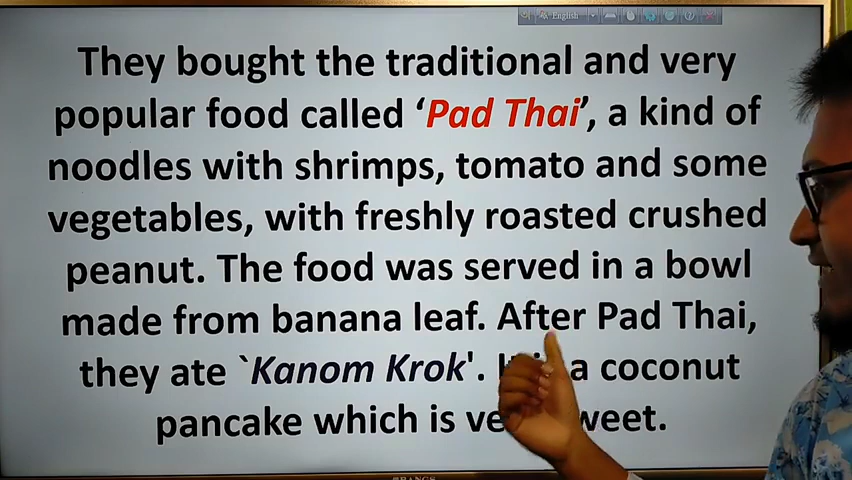 English
They bought the traditional and very
popular food called ‘Pad Thai’, a kind of
noodles with shrimps, tomato and some
vegetables, with freshly roasted crushed
peanut. The food was served in a bowl
made from banana leaf. After Pad Thai,
they ate `Kanom Krok'. a coconut
pancake which is